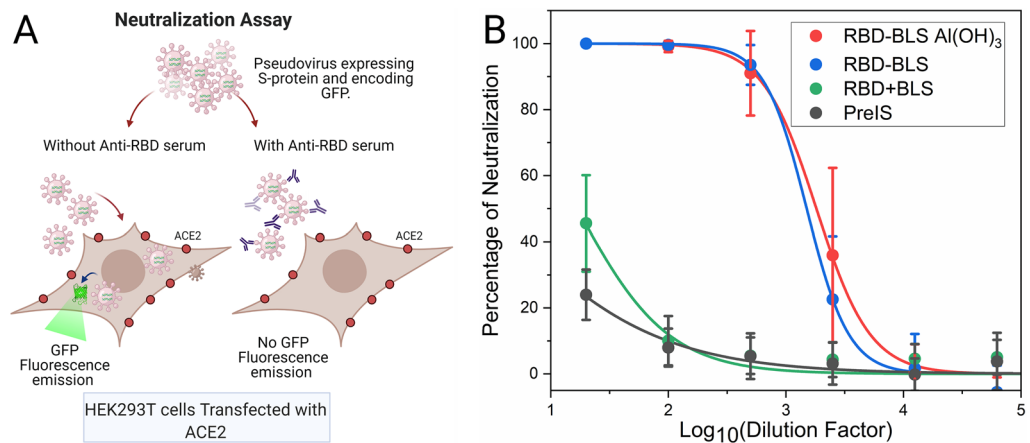 A
Neutralization Assay
Pseudovirus expressing
S-protein and encoding
GFP.
Without Anti-RBD serum
With Anti-RBD serum
ACE2
ACE2
GFP
Fluorescence
emission
No GFP
Fluorescence
emission
HEK293T cells Transfected with
ACE2
B
Percentage of Neutralization
100
80
60
40
20
0
RBD-BLS Al(OH)₃
RBD-BLS
RBD+BLS
PreIS
1
2
3
4
5
Log₁₀(Dilution Factor)